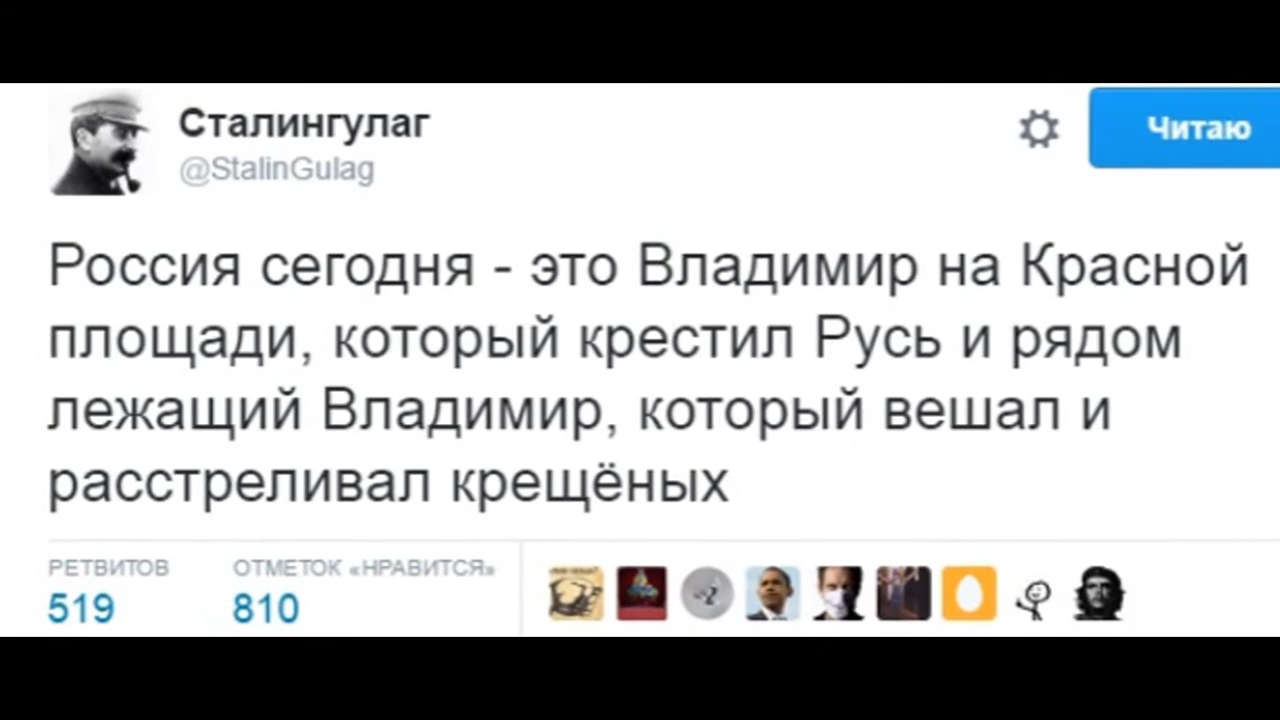 Сталингулаг
@StalinGulag
Читаю
Россия сегодня - это Владимир на Красной
площади, который крестил Русь и рядом
лежащий Владимир, который вешал и
расстреливал крещёных
РЕТВИТОВ
519
ОТМЕТОК «НРАВИТСЯ»
810